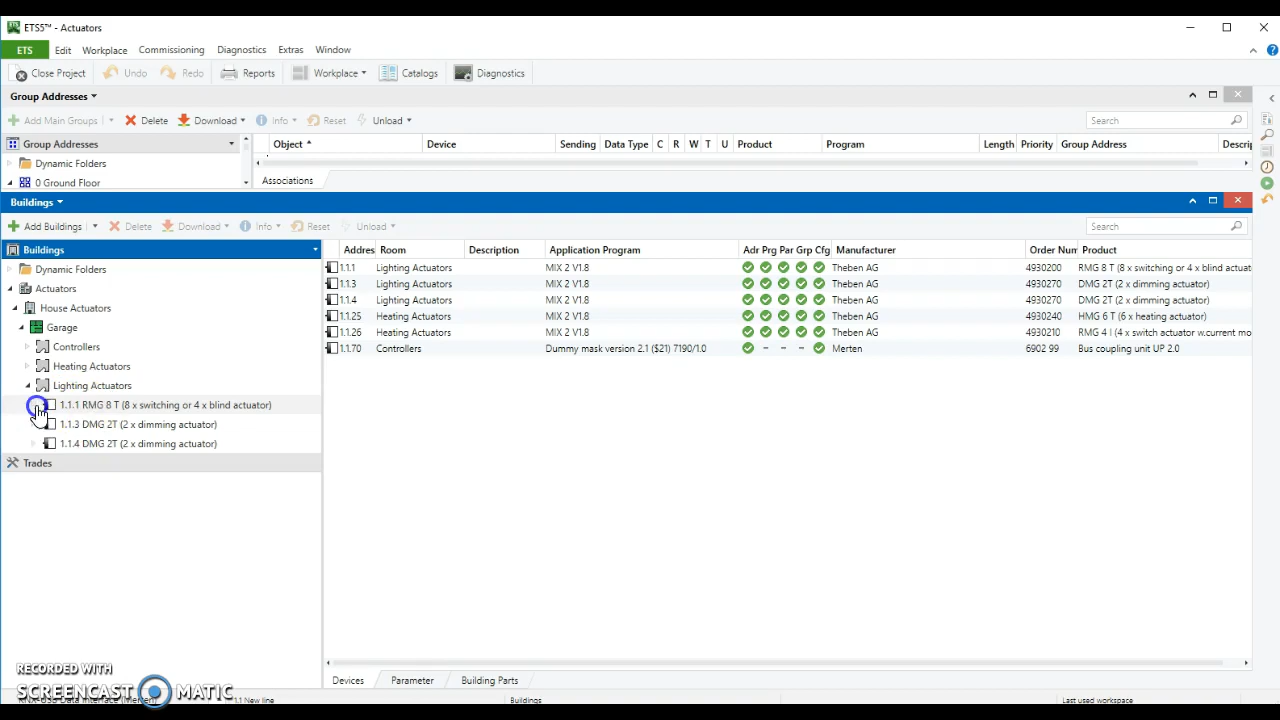 ETS5™ - Actuators
ETS Edit Workplace Commissioning Diagnostics Extras Window
Close Project Undo Redo Reports Workplace Catalogs Diagnostics
Group Addresses
Add Main Groups Delete Download Info Reset Unload Search
Group Addresses Object Device Sending Data Type C R W T U Product Program Length Priority Group Address Descrip
Dynamic Folders
0 Ground Floor Associations
Buildings
Add Buildings Delete Download Info Reset Unload Search
Buildings Addres Room Description Application Program Adr Prg Par Grp Cfg Manufacturer Order Num Product
Dynamic Folders 1.1.1 Lighting Actuators MIX 2 V1.8 Theben AG 4930200 RMG 8 T (8 x switching or 4 x blind actuat
Actuators 1.1.3 Lighting Actuators MIX 2 V1.8 Theben AG 4930270 DMG 2T (2 x dimming actuator)
House Actuators 1.1.4 Lighting Actuators MIX 2 V1.8 Theben AG 4930270 DMG 2T (2 x dimming actuator)
Garage 1.1.25 Heating Actuators MIX 2 V1.8 Theben AG 4930240 HMG 6 T (6 x heating actuator)
1.1.26 Heating Actuators MIX 2 V1.8 Theben AG 4930210 RMG 4 I (4 x switch actuator w.current mo
Controllers 1.1.70 Controllers Dummy mask version 2.1 ($21) 7190/1.0 Merten 6902 99 Bus coupling unit UP 2.0
Heating Actuators
Lighting Actuators
1.1.1 RMG 8 T (8 x switching or 4 x blind actuator)
1.1.3 DMG 2T (2 x dimming actuator)
1.1.4 DMG 2T (2 x dimming actuator)
Trades
RECORDED WITH
SCREENCAST MATIC
Devices Parameter Building Parts
1.1 New line Buildings Last used workspace